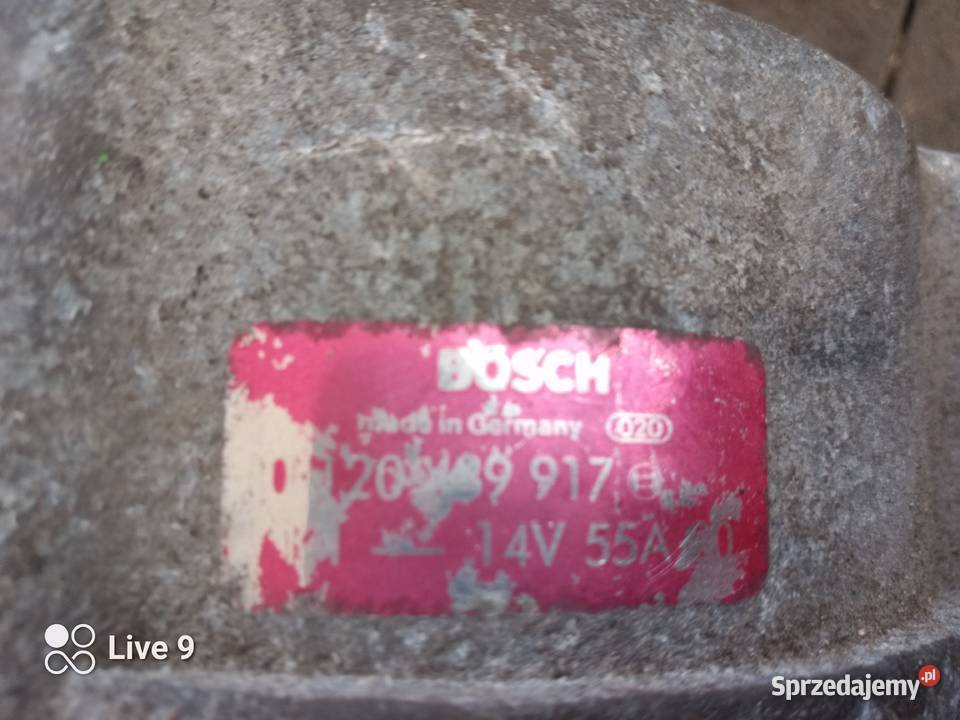 BOSCH
made in Germany 020
917
14V 55A
Live 9
Sprzedajemy.pl